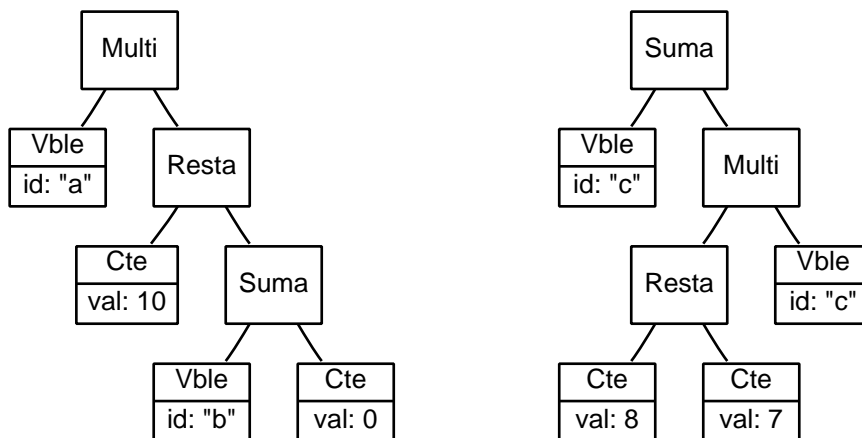 Multi
Vble
id: "a"
Resta
Cte
val: 10
Suma
Vble
id: "b"
Cte
val: 0
Suma
Vble
id: "c"
Multi
Resta
Vble
id: "c"
Cte
val: 8
Cte
val: 7